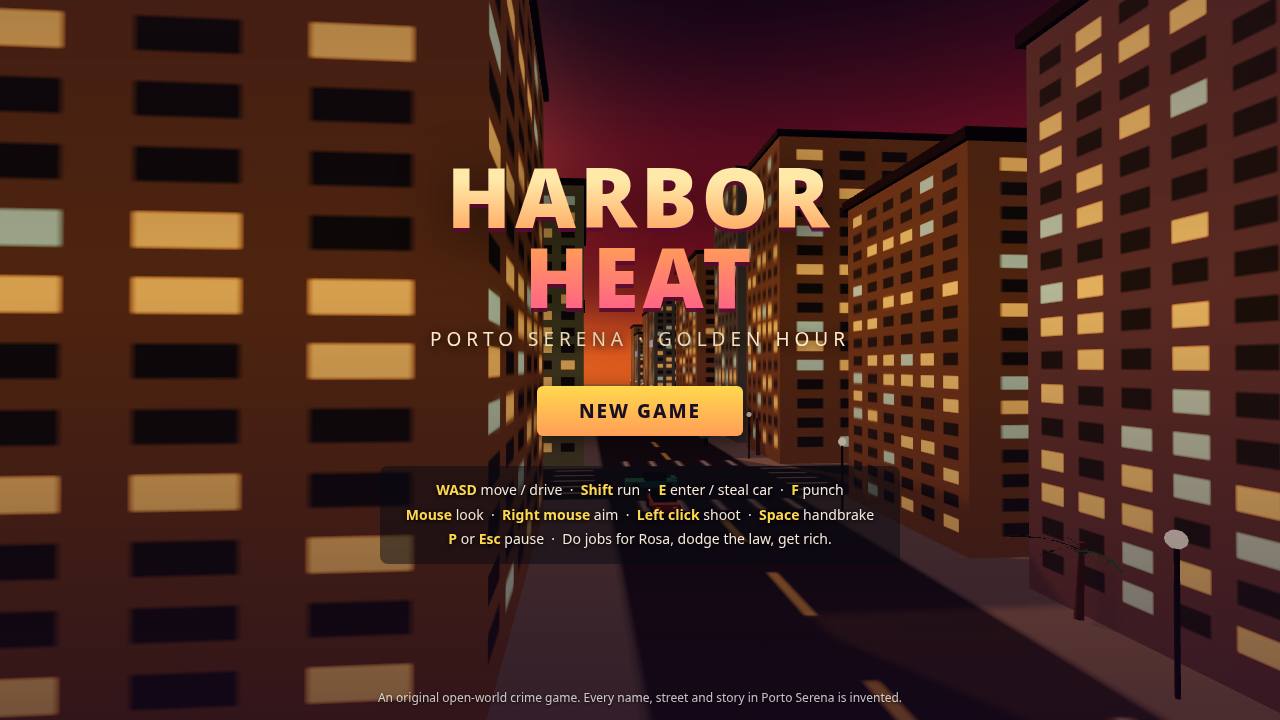 HARBOR
HEAT
PORTO SERENA · GOLDEN HOUR
NEW GAME
WASD move / drive · Shift run · E enter / steal car · F punch
Mouse look · Right mouse aim · Left click shoot · Space handbrake
P or Esc pause · Do jobs for Rosa, dodge the law, get rich.
An original open-world crime game. Every name, street and story in Porto Serena is invented.